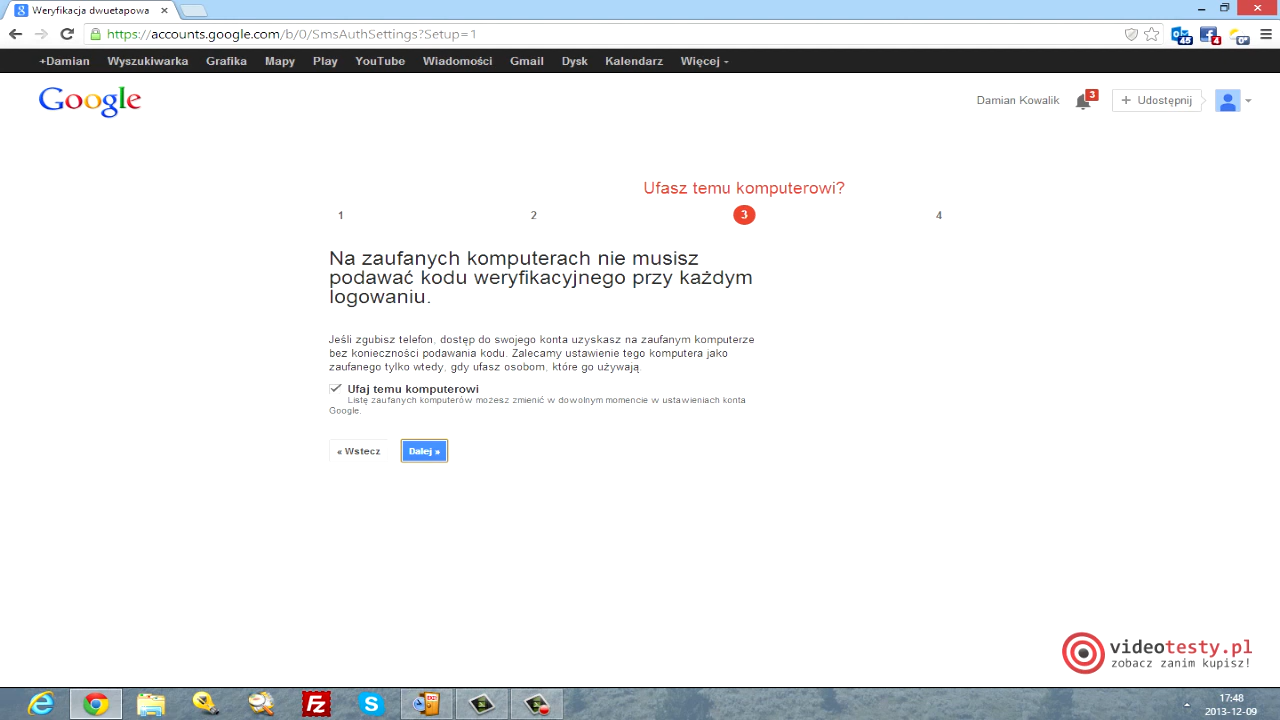 Weryfikacja dwuetapowa
https://accounts.google.com/b/0/SmsAuthSettings?Setup=1
45
4
0°
+Damian Wyszukiwarka Grafika Mapy Play YouTube Wiadomości Gmail Dysk Kalendarz Więcej
Google
Damian Kowalik 3 + Udostępnij
Ufasz temu komputerowi?
1 2 3 4
Na zaufanych komputerach nie musisz
podawać kodu weryfikacyjnego przy każdym
logowaniu.
Jeśli zgubisz telefon, dostęp do swojego konta uzyskasz na zaufanym komputerze
bez konieczności podawania kodu. Zalecamy ustawienie tego komputera jako
zaufanego tylko wtedy, gdy ufasz osobom, które go używają.
Ufaj temu komputerowi
Listę zaufanych komputerów możesz zmienić w dowolnym momencie w ustawieniach konta
Google.
« Wstecz Dalej »
videotesty.pl
zobacz zanim kupisz!
17:48
2013-12-09